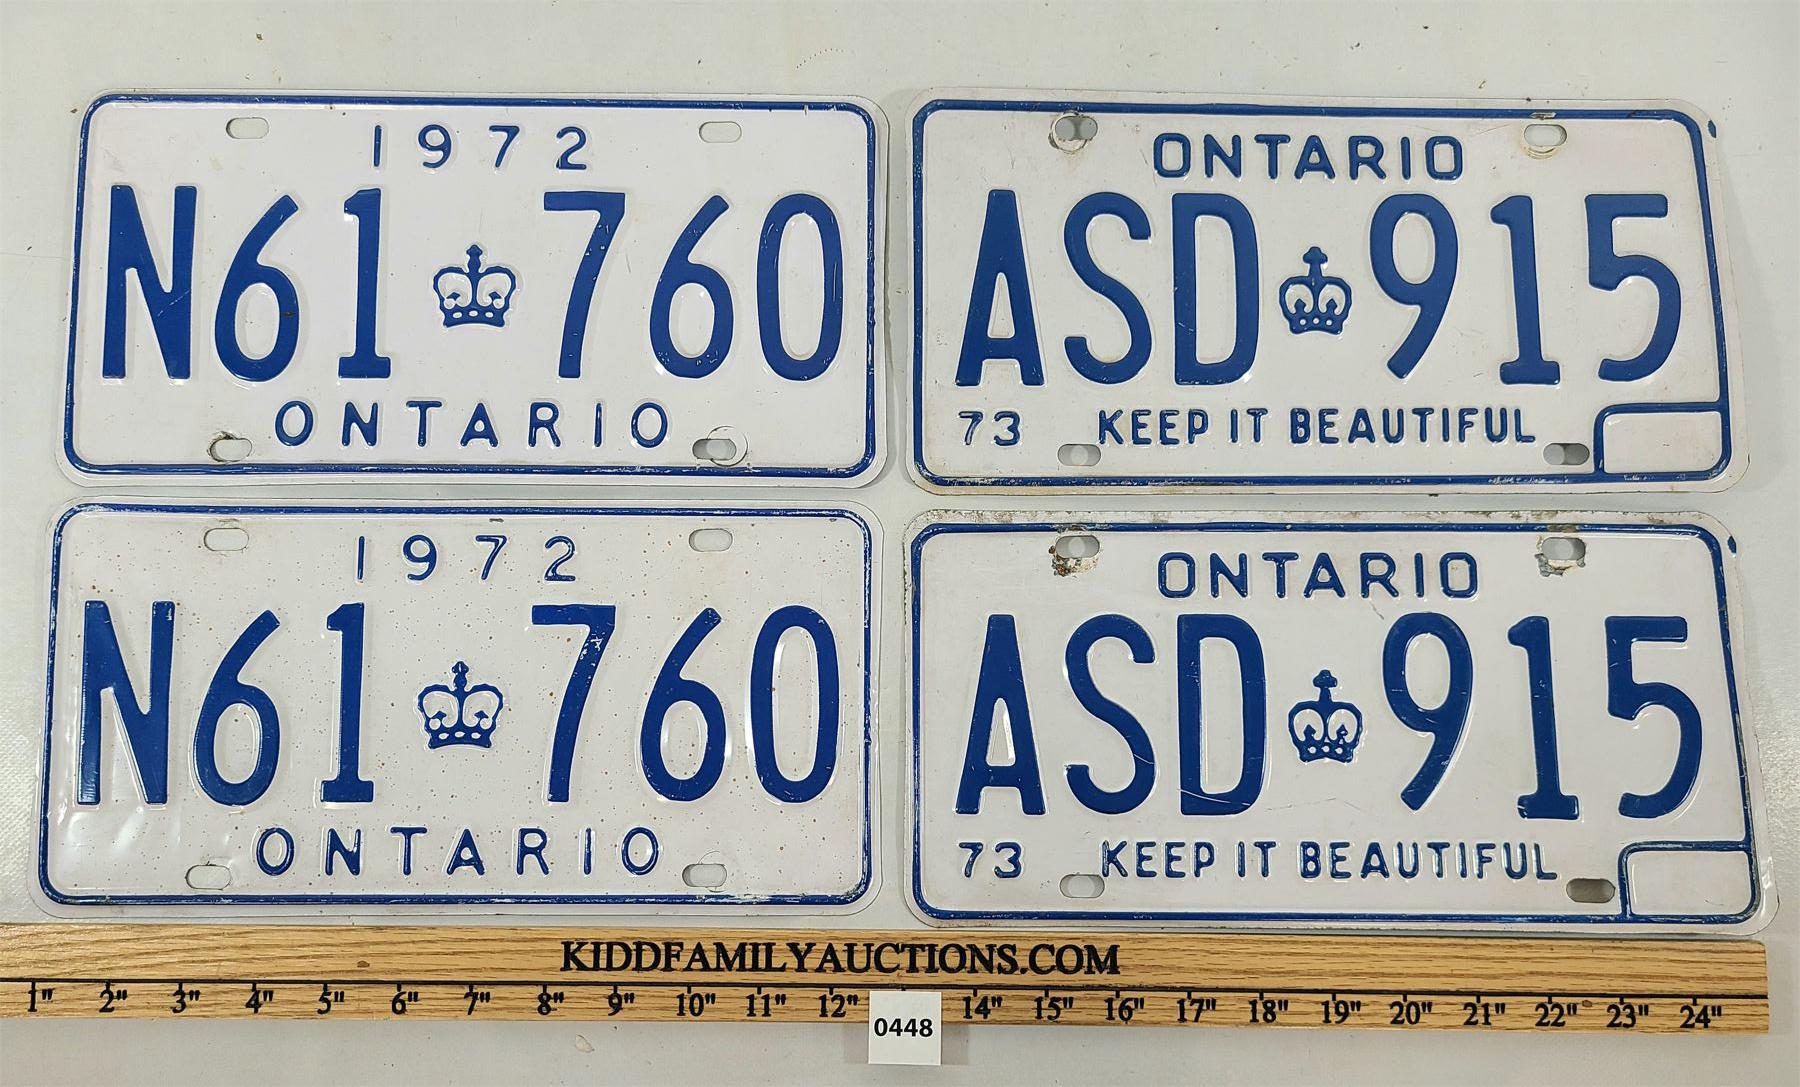 1972
N61 760
ONTARIO
ONTARIO
ASD 915
73 KEEP IT BEAUTIFUL
1972
N61 760
ONTARIO
ONTARIO
ASD 915
73 KEEP IT BEAUTIFUL
KIDDFAMILYAUCTIONS.COM
1" 2" 3" 4" 5" 6" 7" 8" 9" 10" 11" 12" 14" 15" 16" 17" 18" 19" 20" 21" 22" 23" 24"
0448